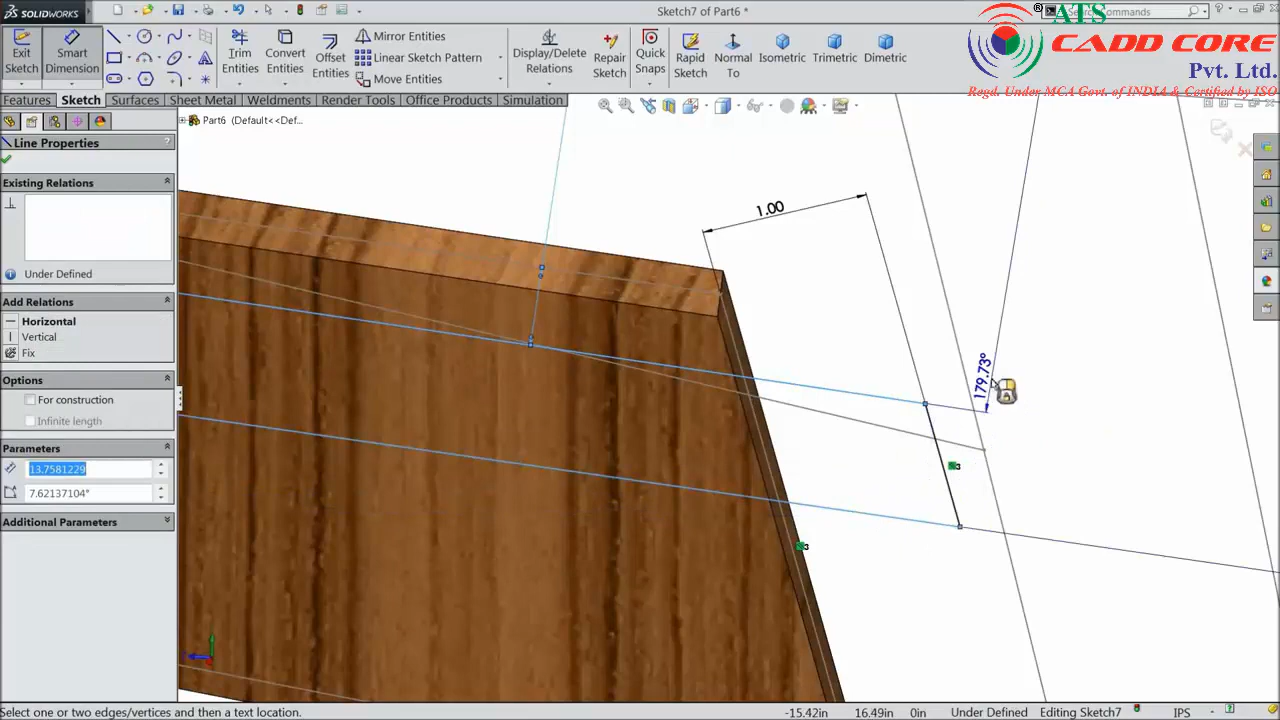 SOLIDWORKS
Sketch7 of Part6 *
Commands
ATS
®
CADD CORE
Pvt. Ltd.
Regd. Under MCA Govt. of INDIA & Certified by ISO
Exit Sketch
Smart Dimension
Trim Entities
Convert Entities
Offset Entities
Mirror Entities
Linear Sketch Pattern
Move Entities
Display/Delete Relations
Repair Sketch
Quick Snaps
Rapid Sketch
Normal To
Isometric
Trimetric
Dimetric
Features Sketch Surfaces Sheet Metal Weldments Render Tools Office Products Simulation
Part6 (Default<<Def...
Line Properties
?
Existing Relations
Under Defined
Add Relations
Horizontal
Vertical
Fix
Options
For construction
Infinite length
Parameters
13.7581229
7.62137104°
Additional Parameters
1.00
179.73°
3
3
Select one or two edges/vertices and then a text location.
-15.42in 16.49in 0in Under Defined Editing Sketch7 IPS